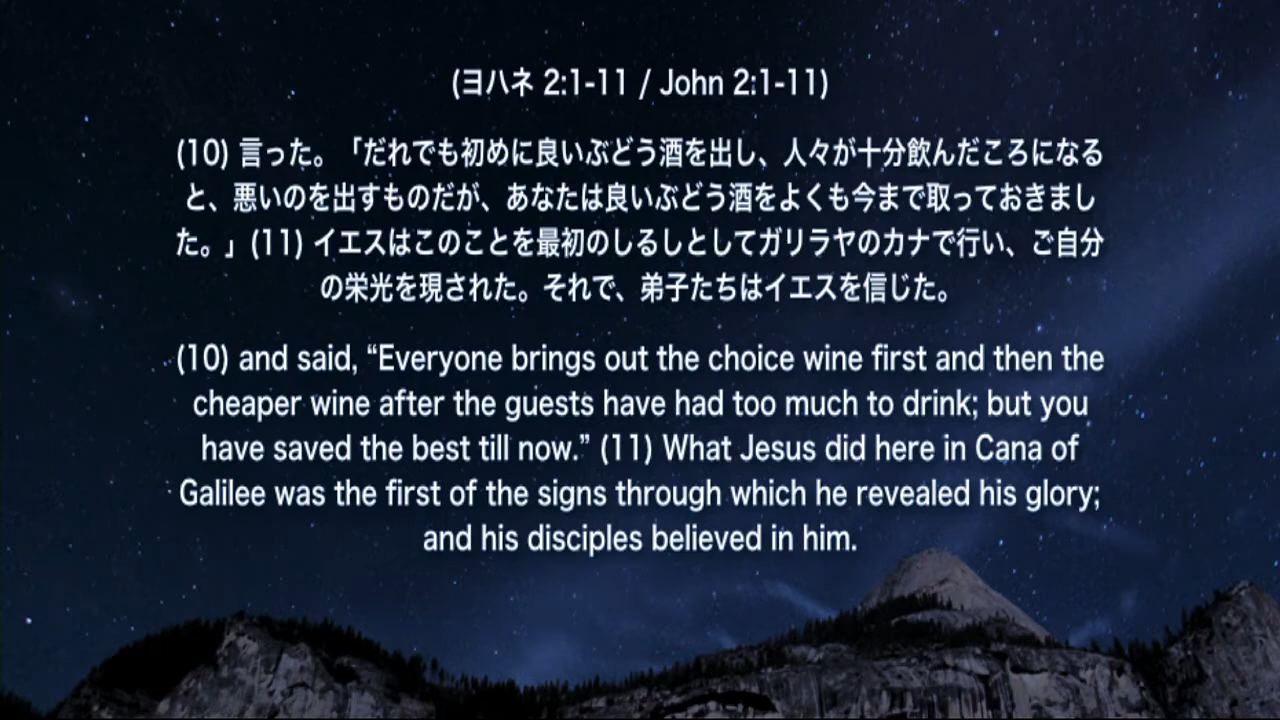 (ヨハネ 2:1-11 / John 2:1-11)
(10) 言った。「だれでも初めに良いぶどう酒を出し、人々が十分飲んだころになる
と、悪いのを出すものだが、あなたは良いぶどう酒をよくも今まで取っておきまし
た。」(11) イエスはこのことを最初のしるしとしてガリラヤのカナで行い、ご自分
の栄光を現された。それで、弟子たちはイエスを信じた。
(10) and said, “Everyone brings out the choice wine first and then the
cheaper wine after the guests have had too much to drink; but you
have saved the best till now.” (11) What Jesus did here in Cana of
Galilee was the first of the signs through which he revealed his glory;
and his disciples believed in him.